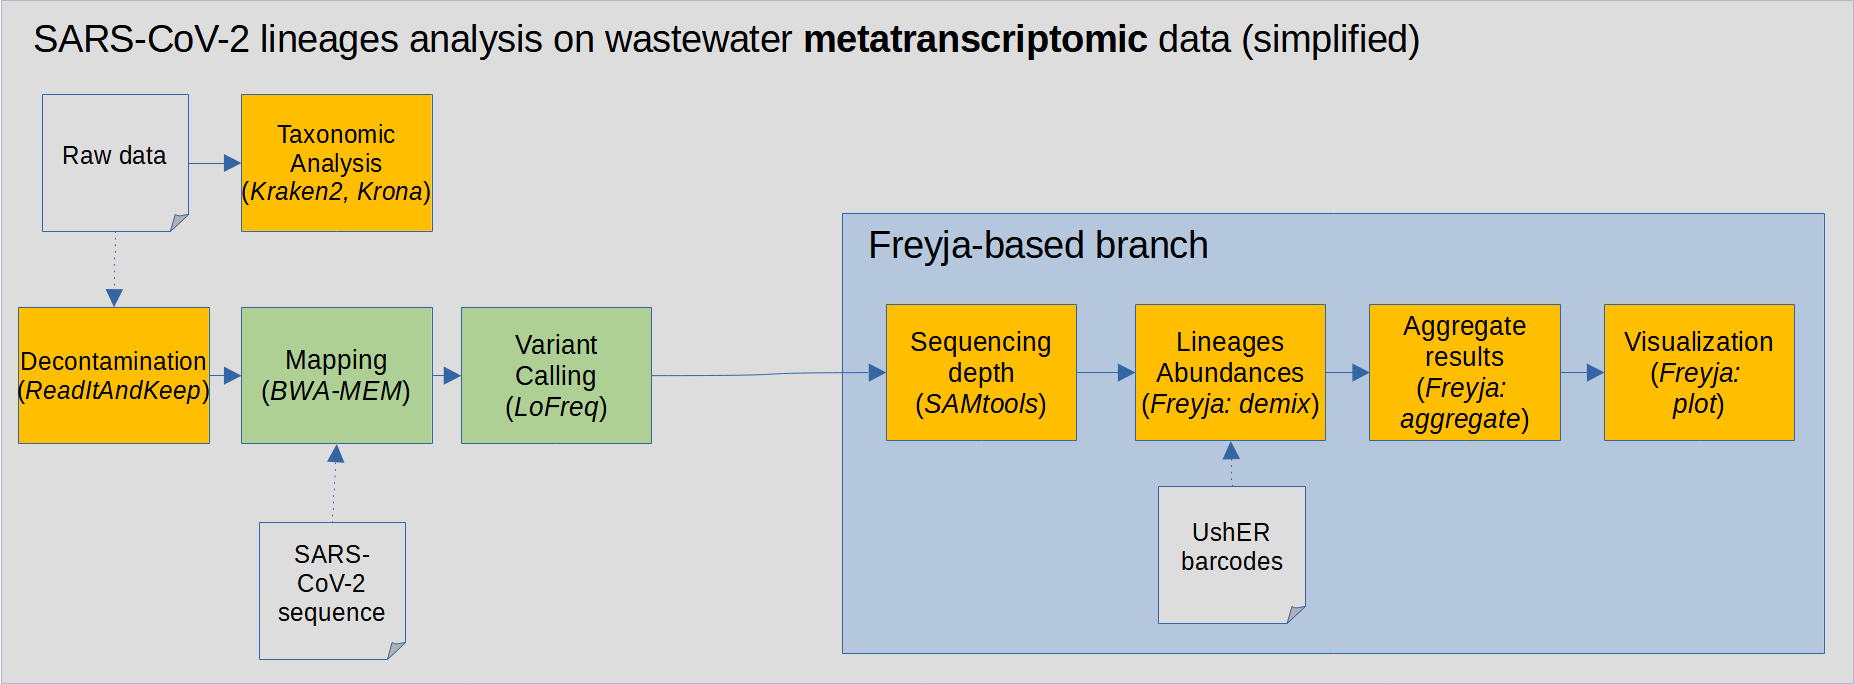 SARS-CoV-2 lineages analysis on wastewater metatranscriptomic data (simplified)
Raw data
Taxonomic
Analysis
(Kraken2, Krona)
Decontamination
(ReadItAndKeep)
Mapping
(BWA-MEM)
Variant
Calling
(LoFreq)
SARS-
CoV-2
sequence
Freyja-based branch
Sequencing
depth
(SAMtools)
Lineages
Abundances
(Freyja: demix)
Aggregate
results
(Freyja:
aggregate)
Visualization
(Freyja:
plot)
UshER
barcodes